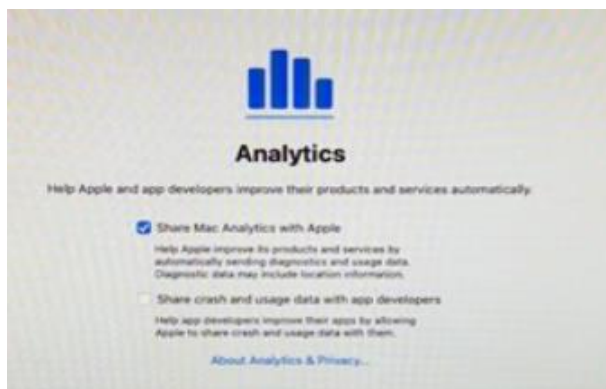 Analytics
Help Apple and app developers improve their products and services automatically.
Share Mac Analytics with Apple
Help Apple improve its products and services by
automatically sending diagnostics and usage data.
Diagnostic data may include location information.
Share crash and usage data with app developers
Help app developers improve their apps by allowing
Apple to share crash and usage data with them.
About Analytics & Privacy...